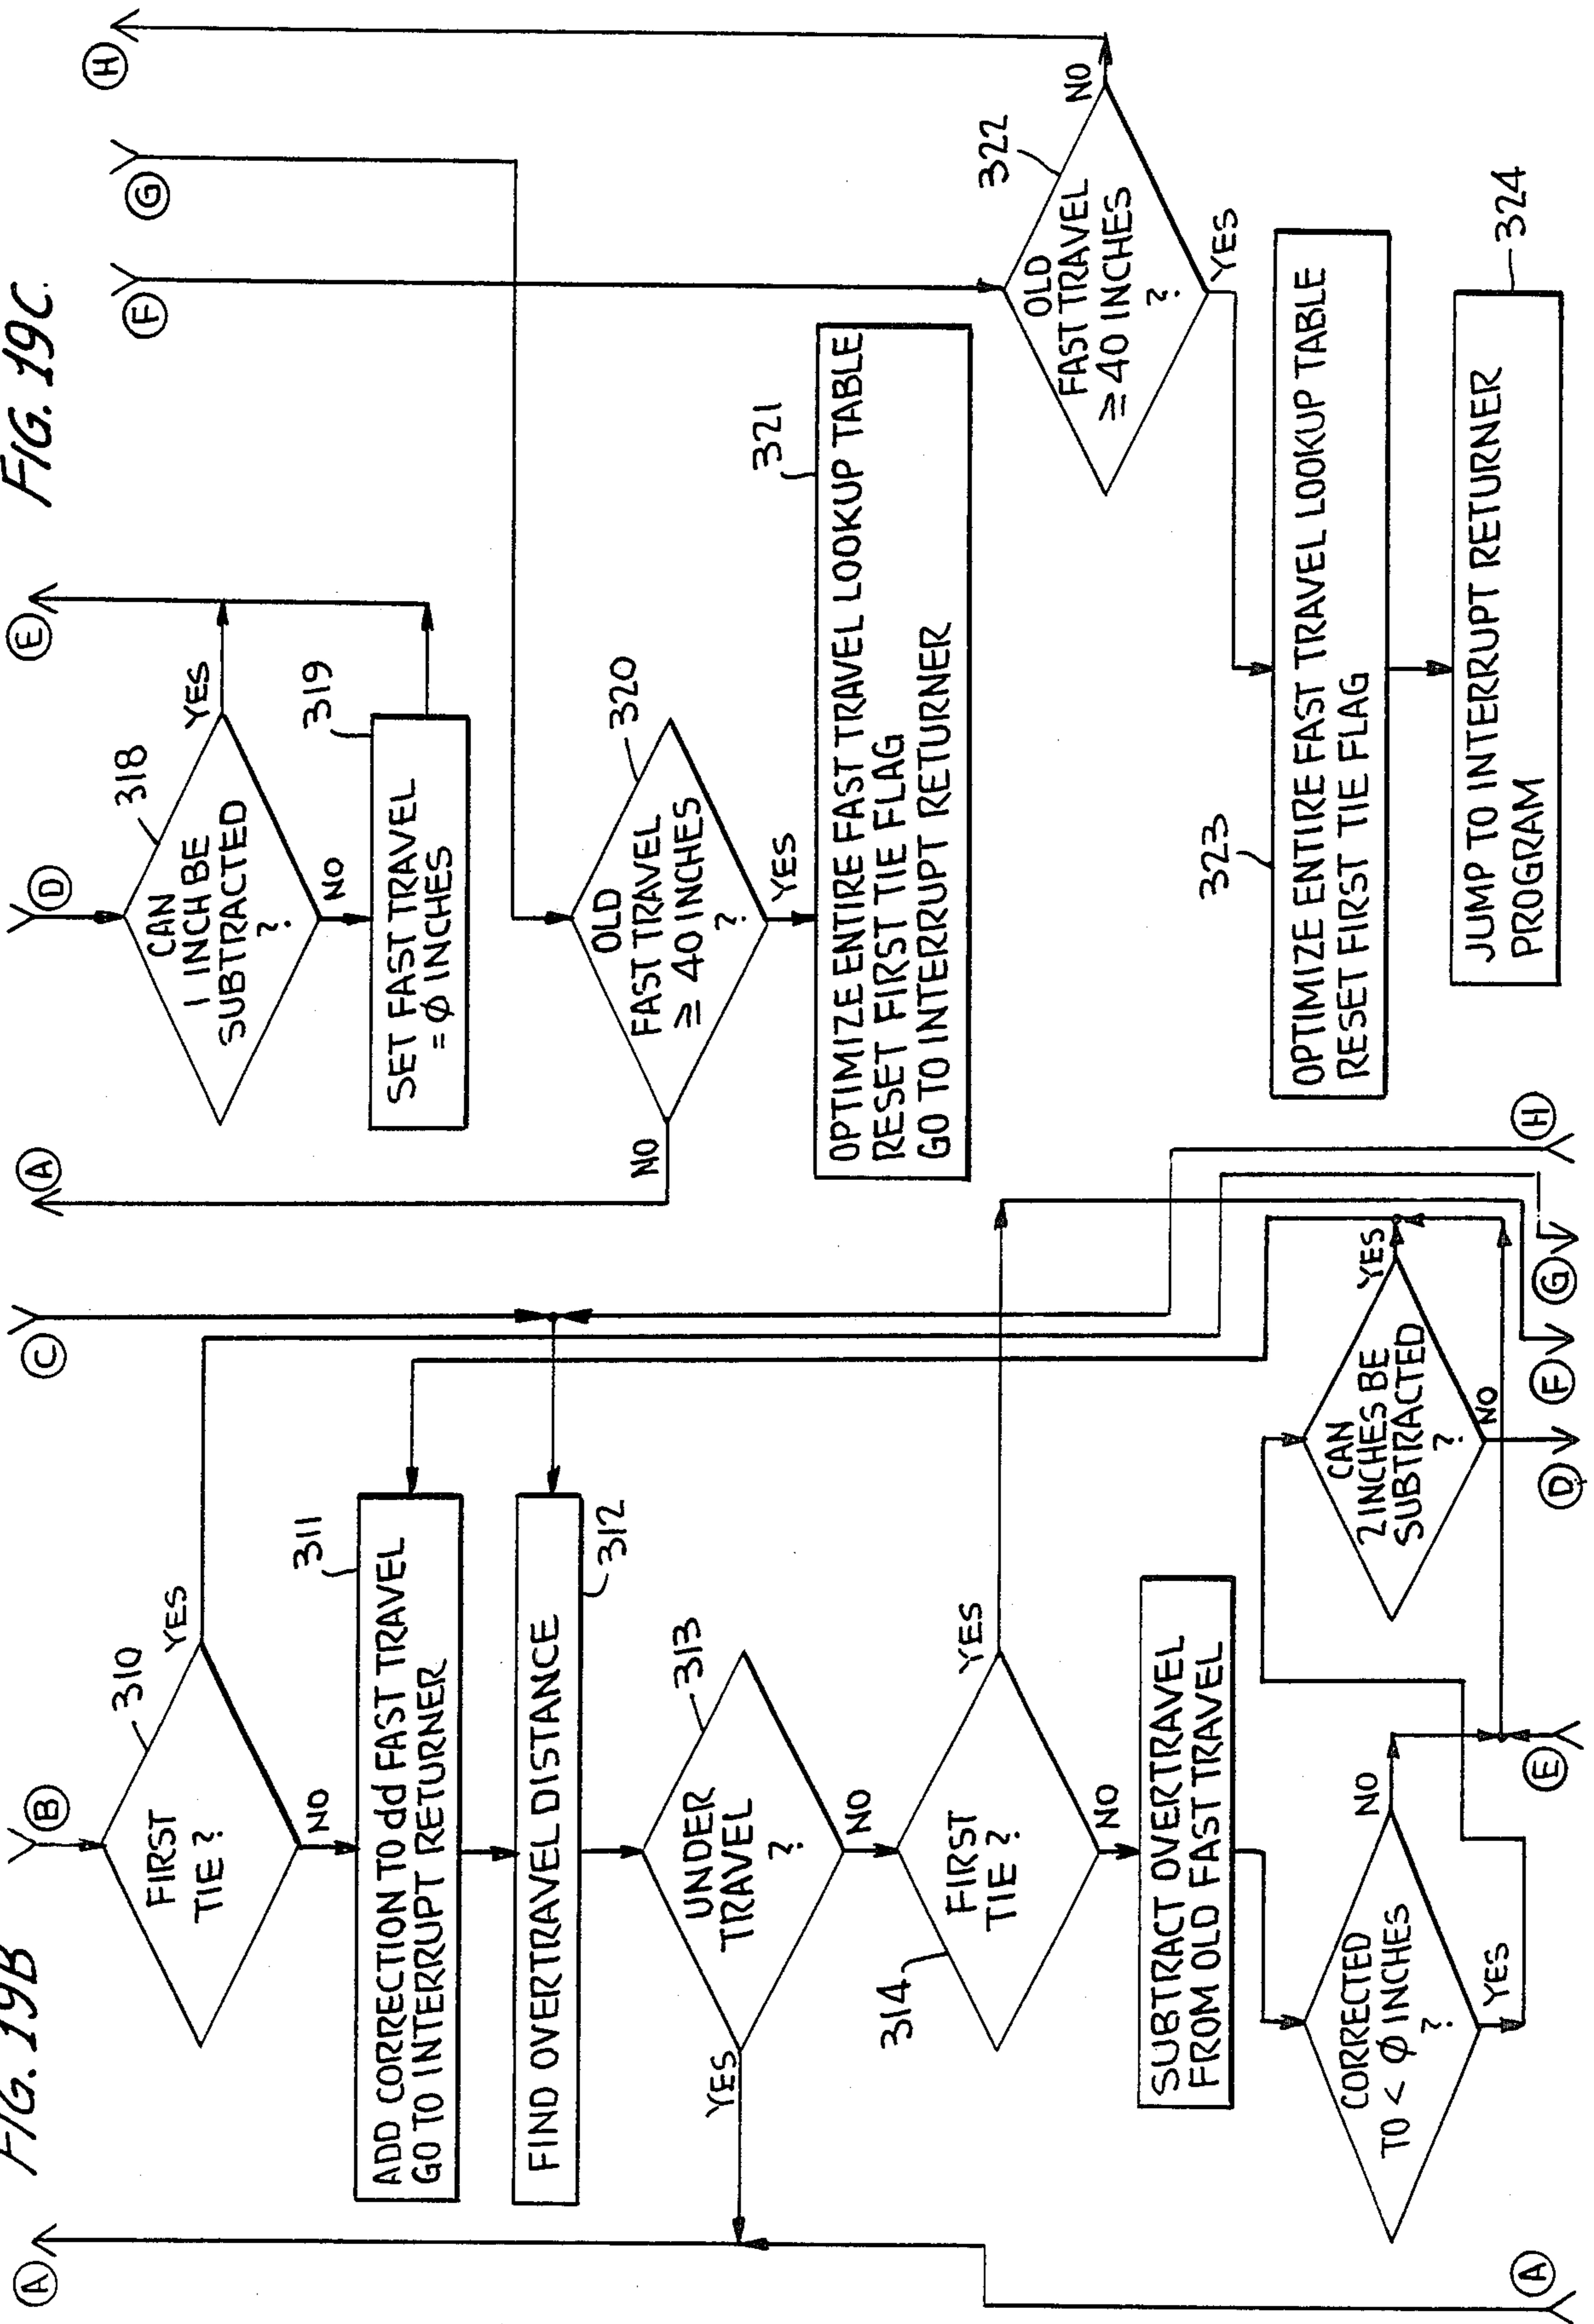 FIG. 19B
A
B
C
310
FIRST
TIE ?
YES
NO
311
ADD CORRECTION TO dd FAST TRAVEL
GO TO INTERRUPT RETURNER
312
FIND OVERTRAVEL DISTANCE
313
UNDER
TRAVEL
?
YES
NO
314
FIRST
TIE ?
YES
NO
SUBTRACT OVERTRAVEL
FROM OLD FAST TRAVEL
CORRECTED
TO < Ø INCHES
?
NO
YES
CAN
2 INCHES BE
SUBTRACTED
?
YES
NO
A
E
D
F
G
H
FIG. 19C.
A
D
E
F
G
H
318
CAN
1 INCH BE
SUBTRACTED
?
YES
NO
319
SET FAST TRAVEL
= Ø INCHES
320
OLD
FAST TRAVEL
≥ 40 INCHES
?
NO
YES
321
OPTIMIZE ENTIRE FAST TRAVEL LOOKUP TABLE
RESET FIRST TIE FLAG
GO TO INTERRUPT RETURNER
322
OLD
FAST TRAVEL
≥ 40 INCHES
?
NO
YES
323
OPTIMIZE ENTIRE FAST TRAVEL LOOKUP TABLE
RESET FIRST TIE FLAG
324
JUMP TO INTERRUPT RETURNER
PROGRAM